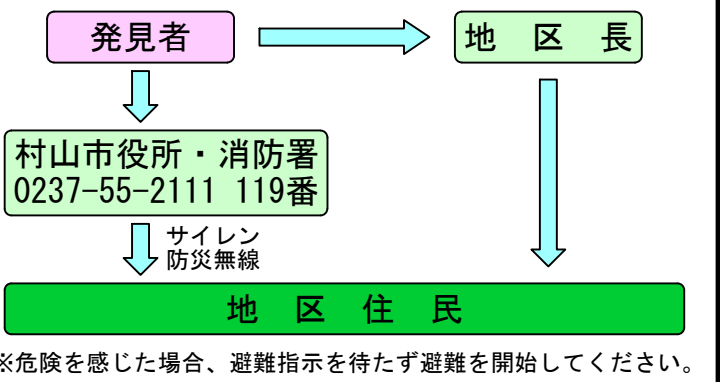 発見者
地 区 長
村山市役所・消防署
0237-55-2111 119番
サイレン
防災無線
地 区 住 民
※危険を感じた場合、避難指示を待たず避難を開始してください。